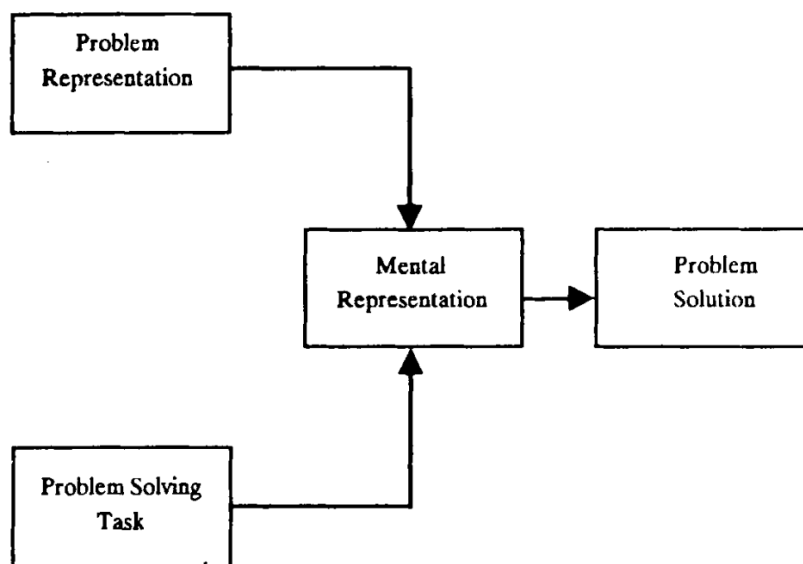 Problem
Representation
Mental
Representation
Problem
Solution
Problem Solving
Task